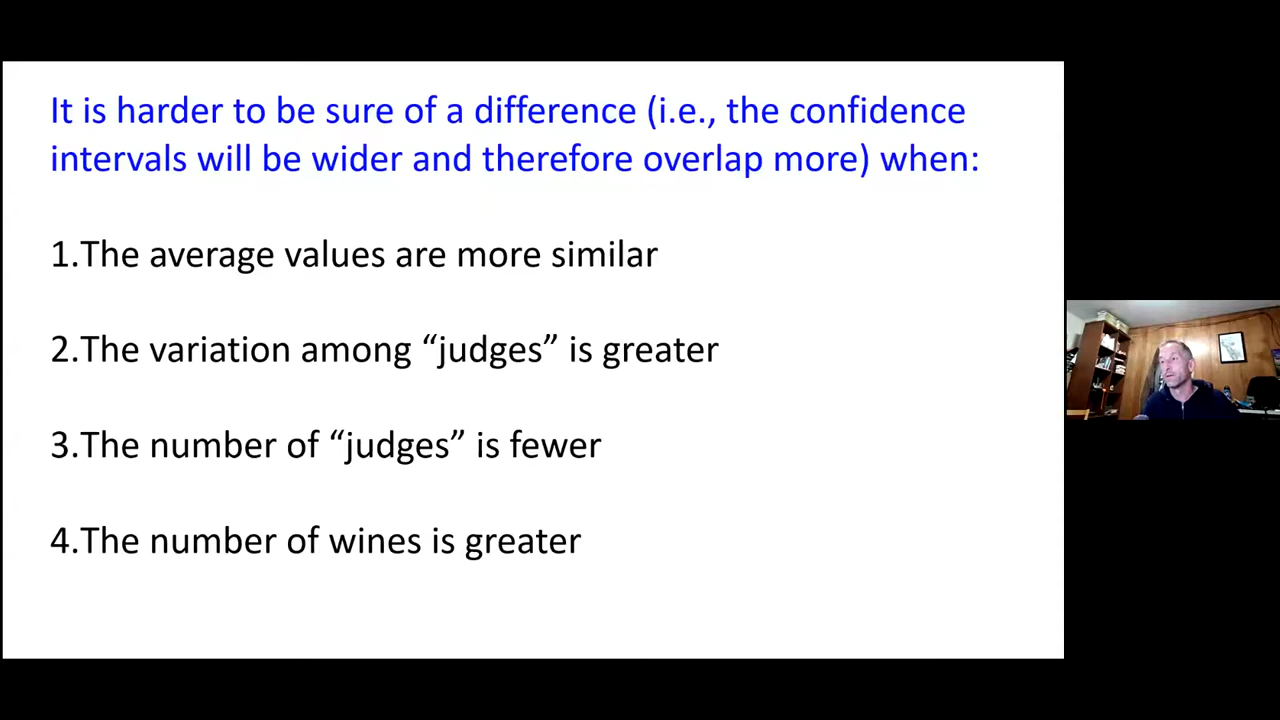 It is harder to be sure of a difference (i.e., the confidence
intervals will be wider and therefore overlap more) when:
1.The average values are more similar
2.The variation among “judges” is greater
3.The number of “judges” is fewer
4.The number of wines is greater